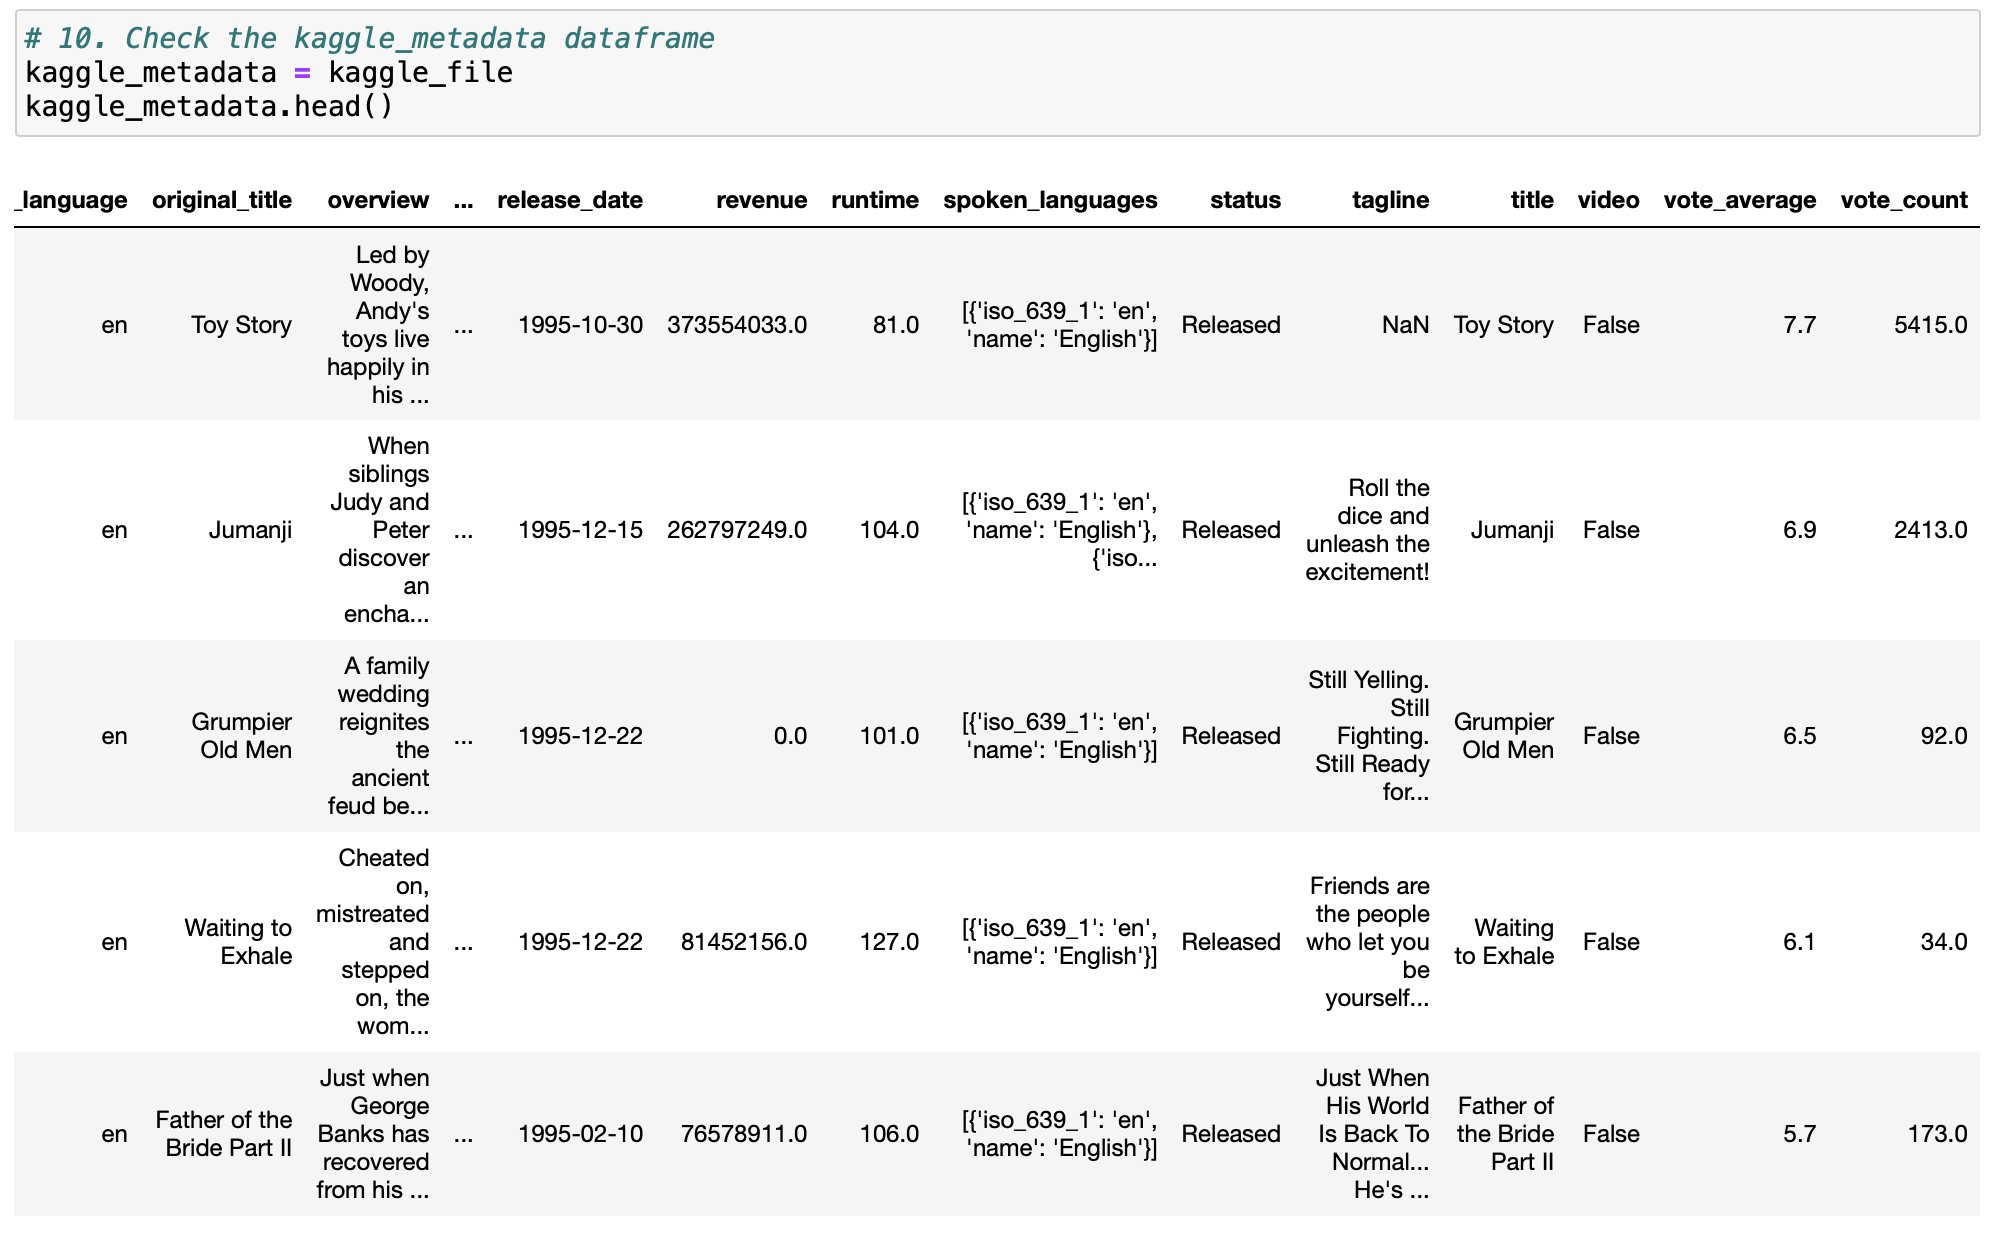 # 10. Check the kaggle_metadata dataframe
kaggle_metadata = kaggle_file
kaggle_metadata.head()
_language original_title overview ... release_date revenue runtime spoken_languages status tagline title video vote_average vote_count
en Toy Story Led by Woody, Andy's toys live happily in his ... ... 1995-10-30 373554033.0 81.0 [{'iso_639_1': 'en', 'name': 'English'}] Released NaN Toy Story False 7.7 5415.0
en Jumanji When siblings Judy and Peter discover an encha... ... 1995-12-15 262797249.0 104.0 [{'iso_639_1': 'en', 'name': 'English'}, {'iso... Released Roll the dice and unleash the excitement! Jumanji False 6.9 2413.0
en Grumpier Old Men A family wedding reignites the ancient feud be... ... 1995-12-22 0.0 101.0 [{'iso_639_1': 'en', 'name': 'English'}] Released Still Yelling. Still Fighting. Still Ready for... Grumpier Old Men False 6.5 92.0
en Waiting to Exhale Cheated on, mistreated and stepped on, the wom... ... 1995-12-22 81452156.0 127.0 [{'iso_639_1': 'en', 'name': 'English'}] Released Friends are the people who let you be yourself... Waiting to Exhale False 6.1 34.0
en Father of the Bride Part II Just when George Banks has recovered from his ... ... 1995-02-10 76578911.0 106.0 [{'iso_639_1': 'en', 'name': 'English'}] Released Just When His World Is Back To Normal... He's ... Father of the Bride Part II False 5.7 173.0